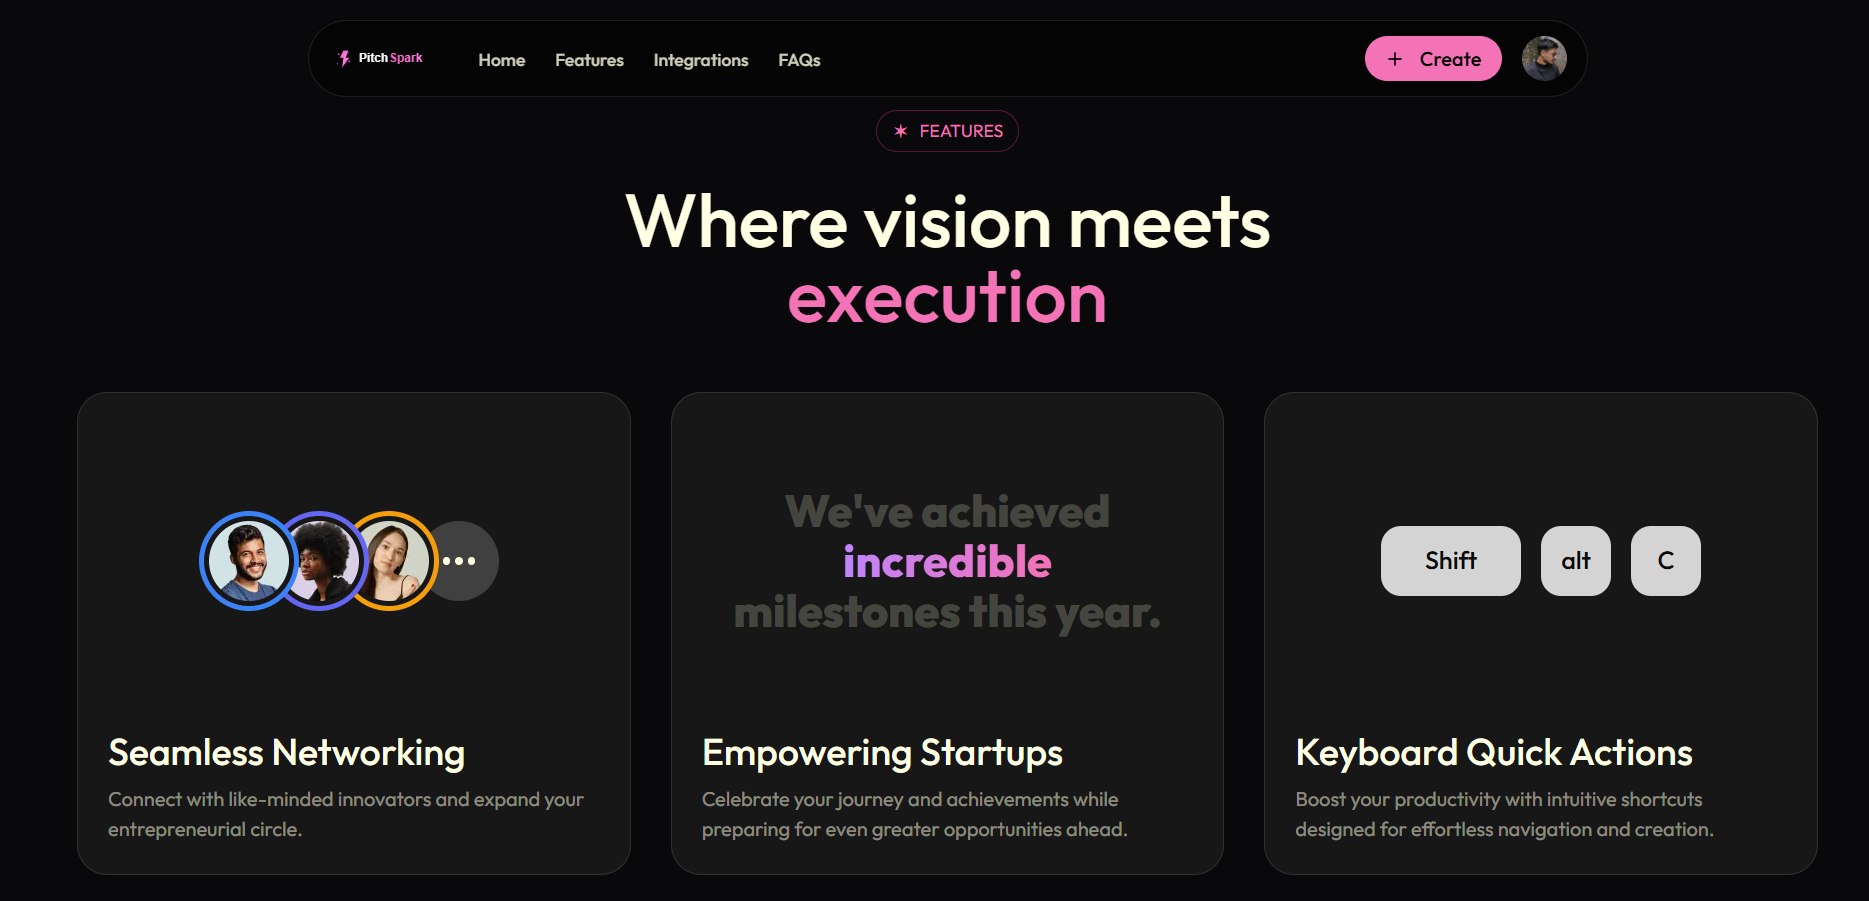 PitchSpark
Home
Features
Integrations
FAQs
+ Create
✶ FEATURES
Where vision meets
execution
We've achieved
incredible
milestones this year.
Shift
alt
C
Seamless Networking
Connect with like-minded innovators and expand your
entrepreneurial circle.
Empowering Startups
Celebrate your journey and achievements while
preparing for even greater opportunities ahead.
Keyboard Quick Actions
Boost your productivity with intuitive shortcuts
designed for effortless navigation and creation.